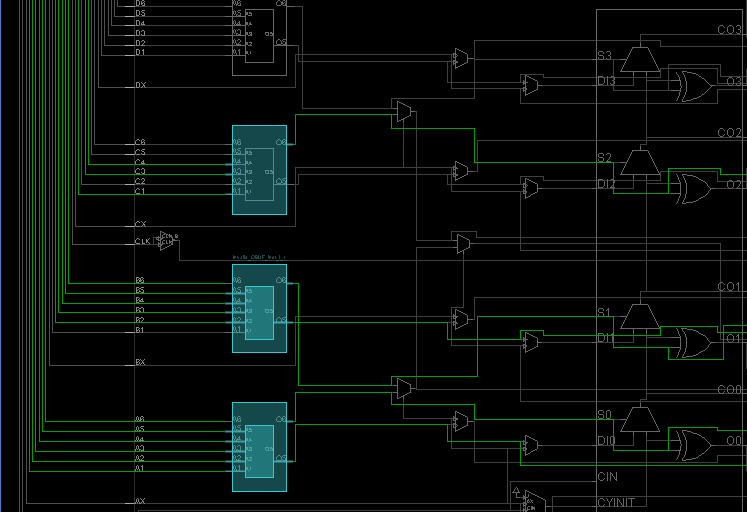 D6
D5
D4
D3
D2
D1
A6
A5
A4
A3
A2
A1
O6
O5
DX
CO3
S3
DI3
O3
C6
C5
C4
C3
C2
C1
A6
A5
A4
A3
A2
A1
O6
O5
CO2
S2
DI2
O2
CX
CLK
B6
B5
B4
B3
B2
B1
A6
A5
A4
A3
A2
A1
O6
O5
CO1
S1
DI1
O1
BX
A6
A5
A4
A3
A2
A1
A6
A5
A4
A3
A2
A1
O6
O5
CO0
S0
DI0
O0
CIN
AX
CYINIT